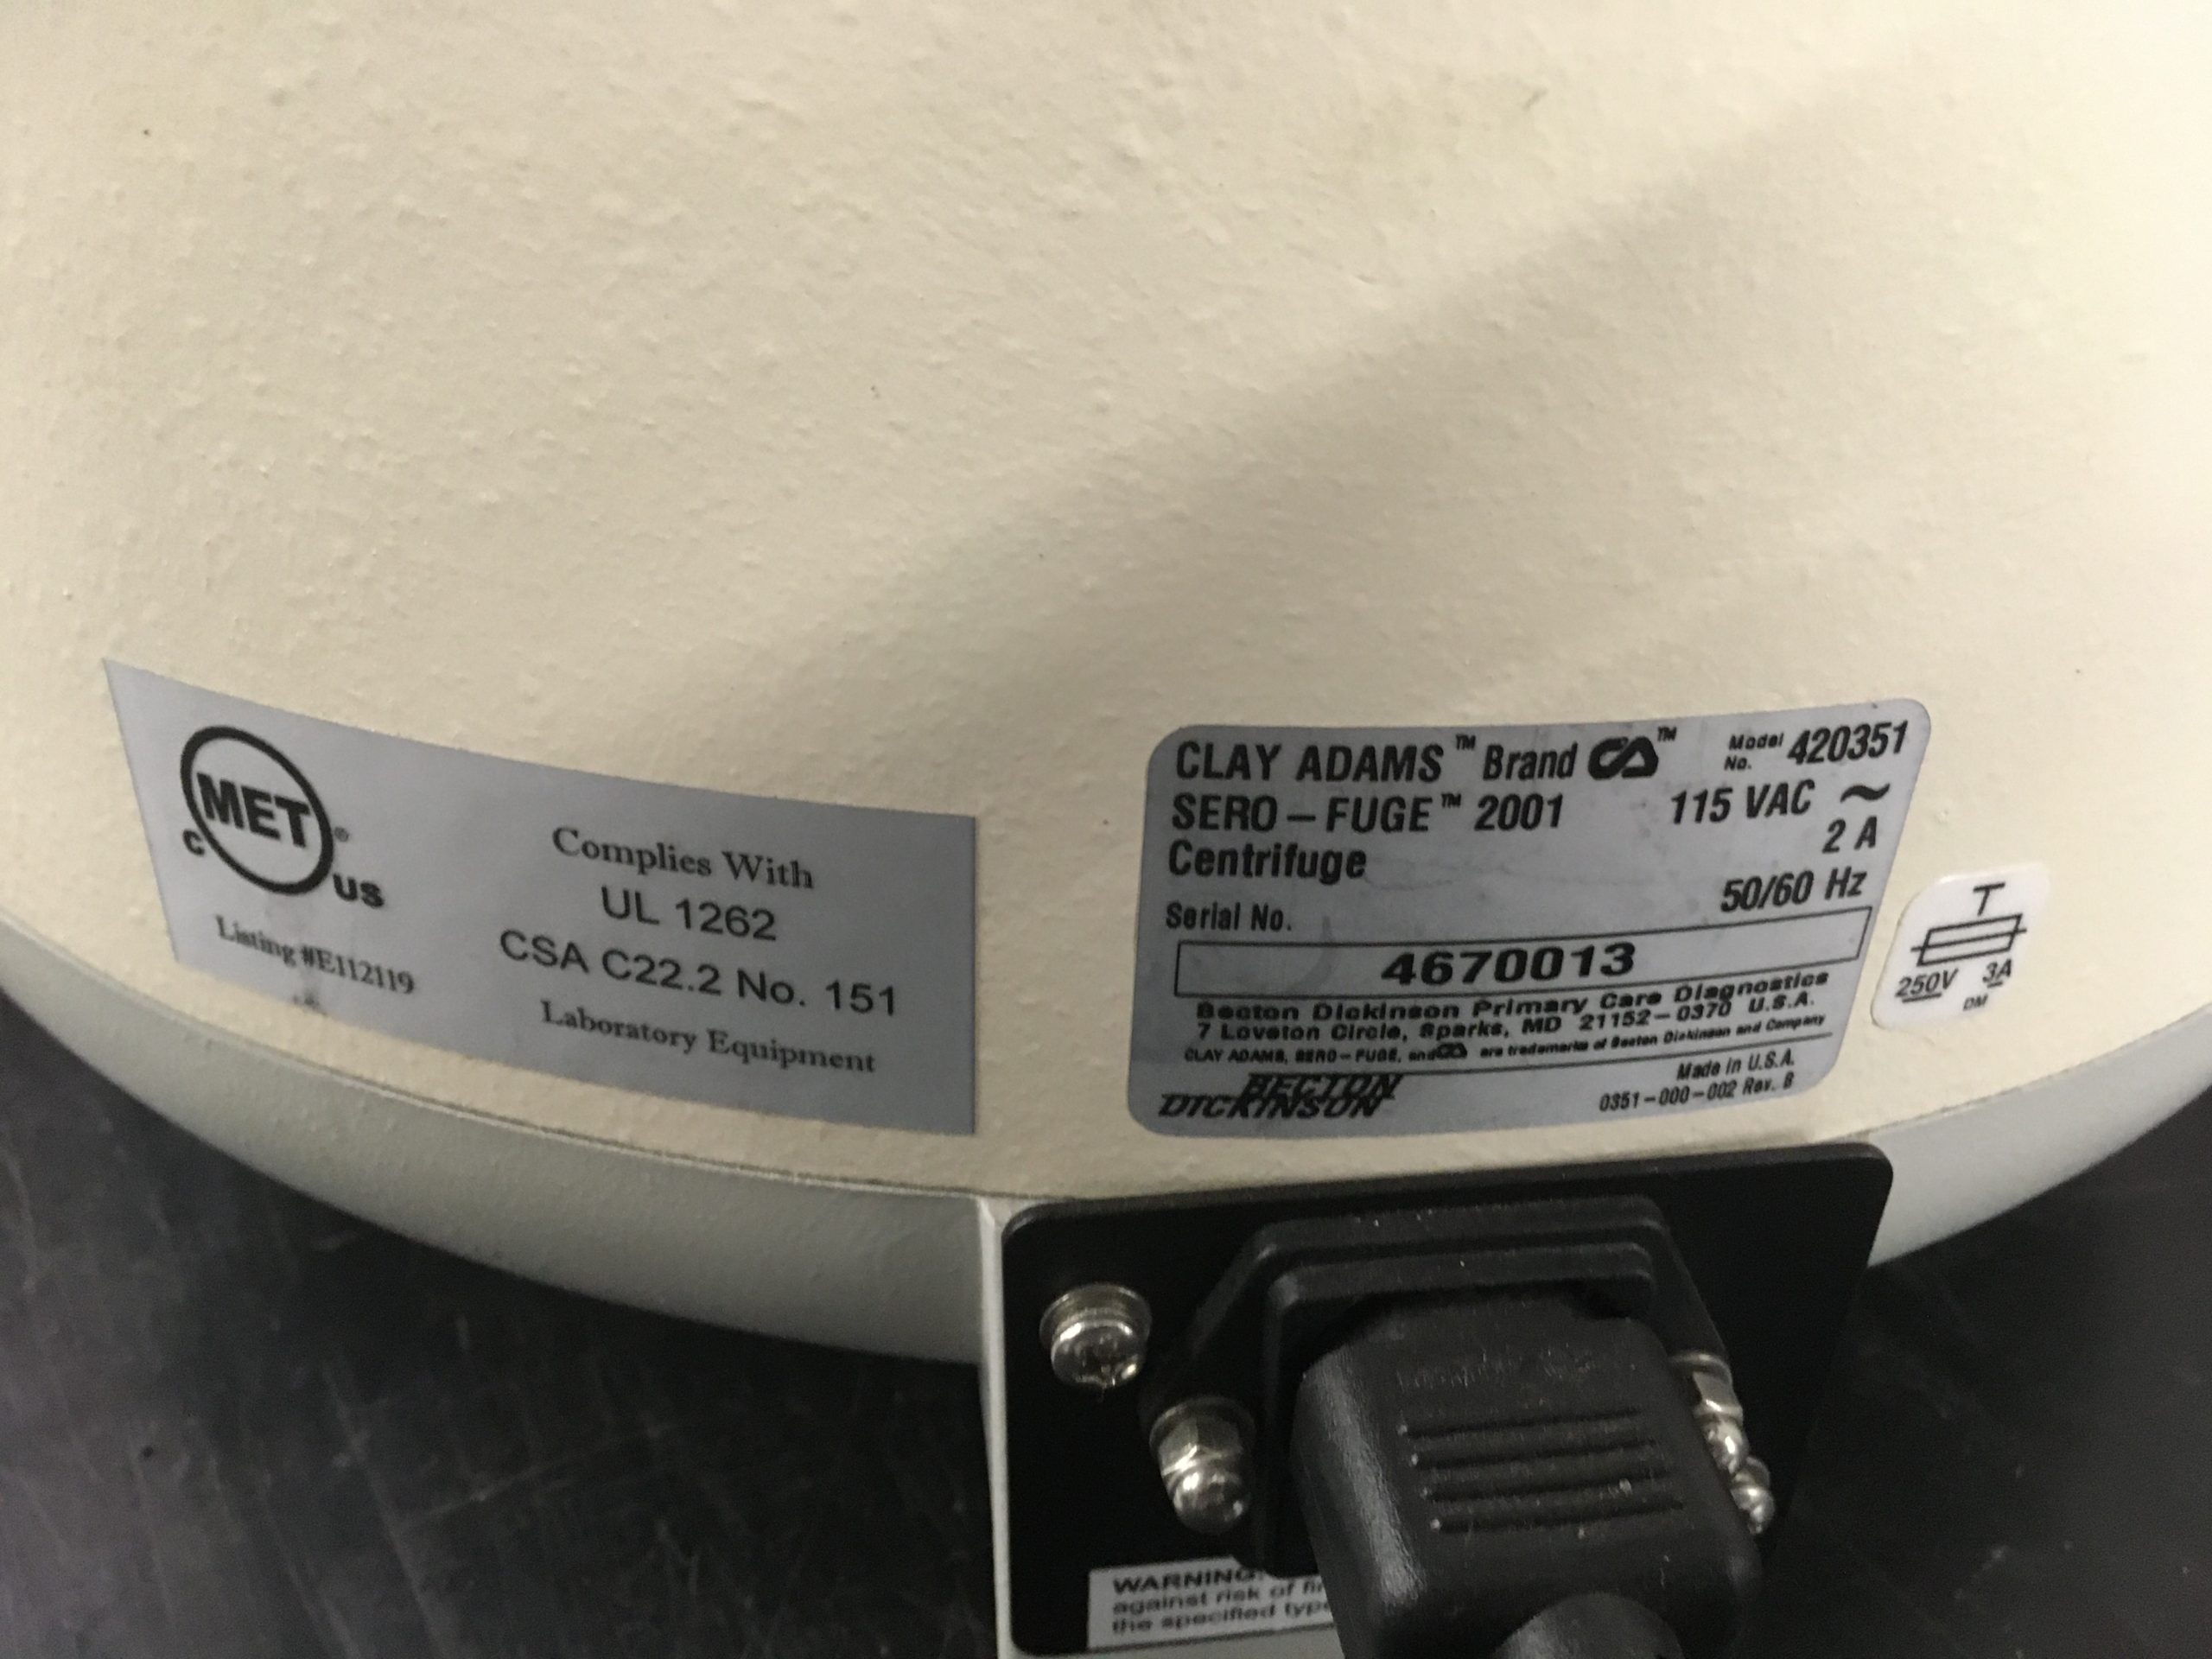 MET®
C US
Listing #E112119
Complies With
UL 1262
CSA C22.2 No. 151
Laboratory Equipment
CLAY ADAMS™ Brand CA™ Model No. 420351
SERO-FUGE™ 2001 115 VAC ~
Centrifuge 2 A
50/60 Hz
Serial No.
4670013
Becton Dickinson Primary Care Diagnostics
7 Loveton Circle, Sparks, MD 21152-0370 U.S.A.
CLAY ADAMS, SERO-FUGE, and CA are trademarks of Becton Dickinson and Company
BECTON
DICKINSON
Made in U.S.A.
0351-000-002 Rev. B
T
250V 3A
DM
WARNING:
against risk of
the specified